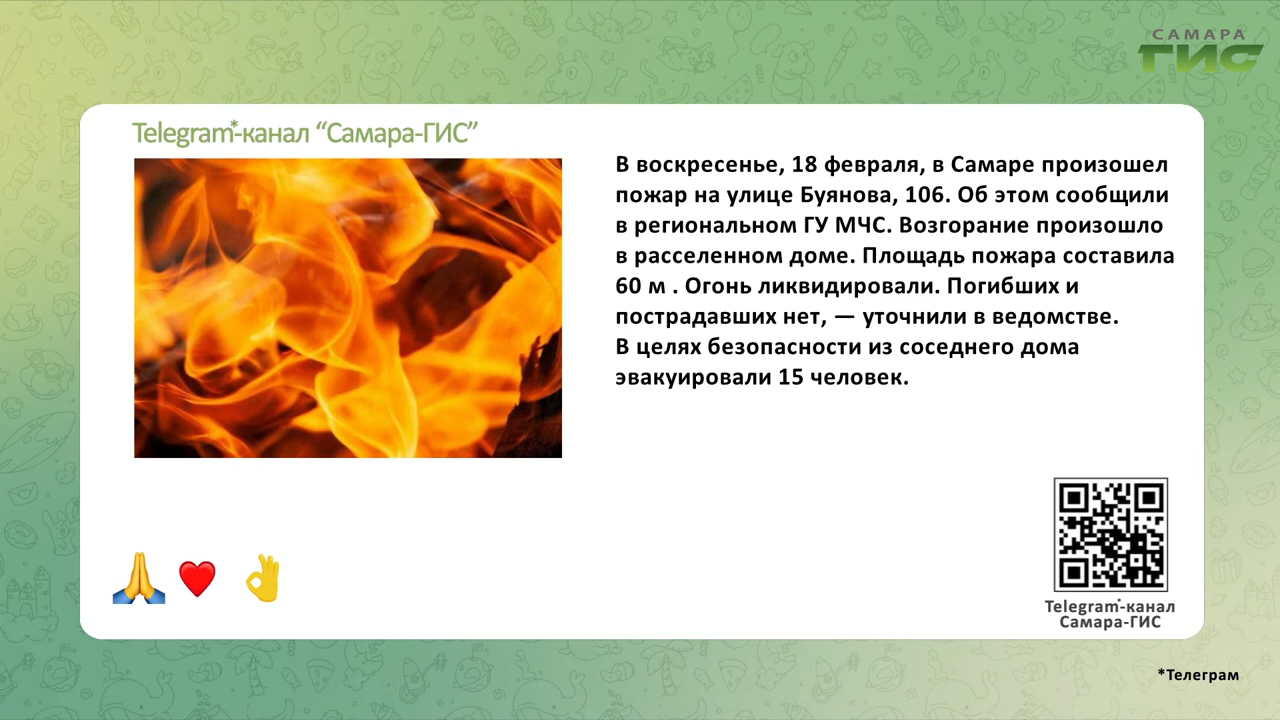 САМАРА
ГИС
Telegram*-канал “Самара-ГИС”
В воскресенье, 18 февраля, в Самаре произошел
пожар на улице Буянова, 106. Об этом сообщили
в региональном ГУ МЧС. Возгорание произошло
в расселенном доме. Площадь пожара составила
60 м . Огонь ликвидировали. Погибших и
пострадавших нет, — уточнили в ведомстве.
В целях безопасности из соседнего дома
эвакуировали 15 человек.
Telegram*-канал
Самара-ГИС
*Телеграм